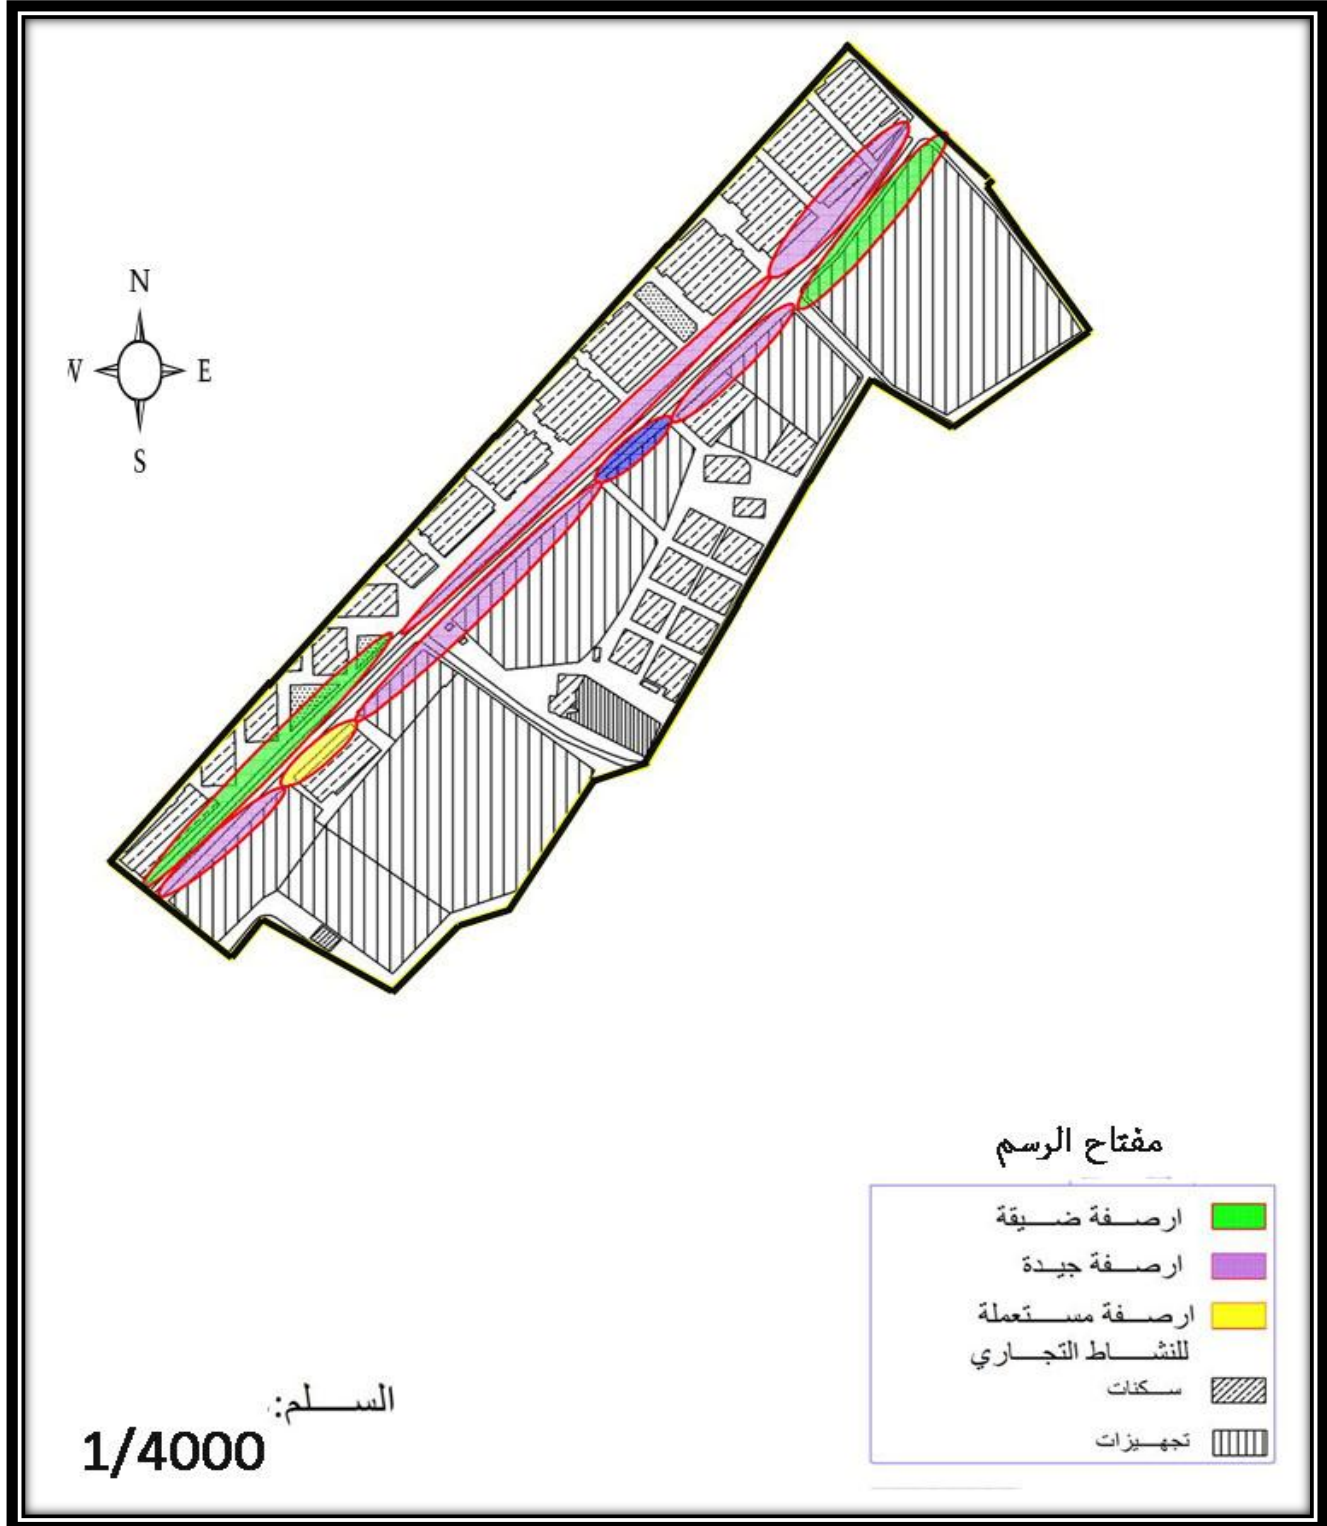 N
W E
S
مفتاح الرسم
ارصفة ضيقة
ارصفة جيدة
ارصفة مستعملة
للنشاط التجاري
سكنات
تجهيزات
السلم:
1/4000